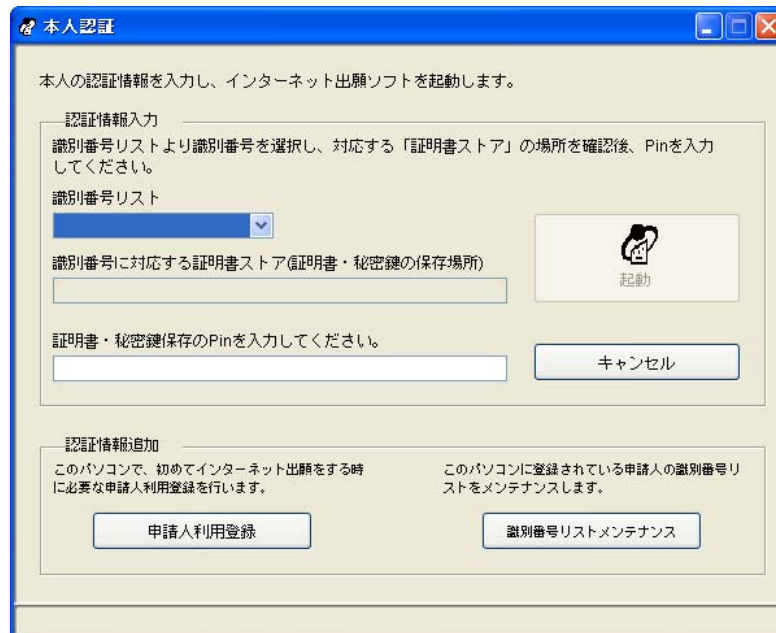 本人認証
本人の認証情報を入力し、インターネット出願ソフトを起動します。
認証情報入力
識別番号リストより識別番号を選択し、対応する「証明書ストア」の場所を確認後、Pinを入力
してください。
識別番号リスト
識別番号に対応する証明書ストア(証明書・秘密鍵の保存場所)
起動
証明書・秘密鍵保存のPinを入力してください。
キャンセル
認証情報追加
このパソコンで、初めてインターネット出願をする時
に必要な申請人利用登録を行います。
申請人利用登録
このパソコンに登録されている申請人の識別番号リ
ストをメンテナンスします。
識別番号リストメンテナンス